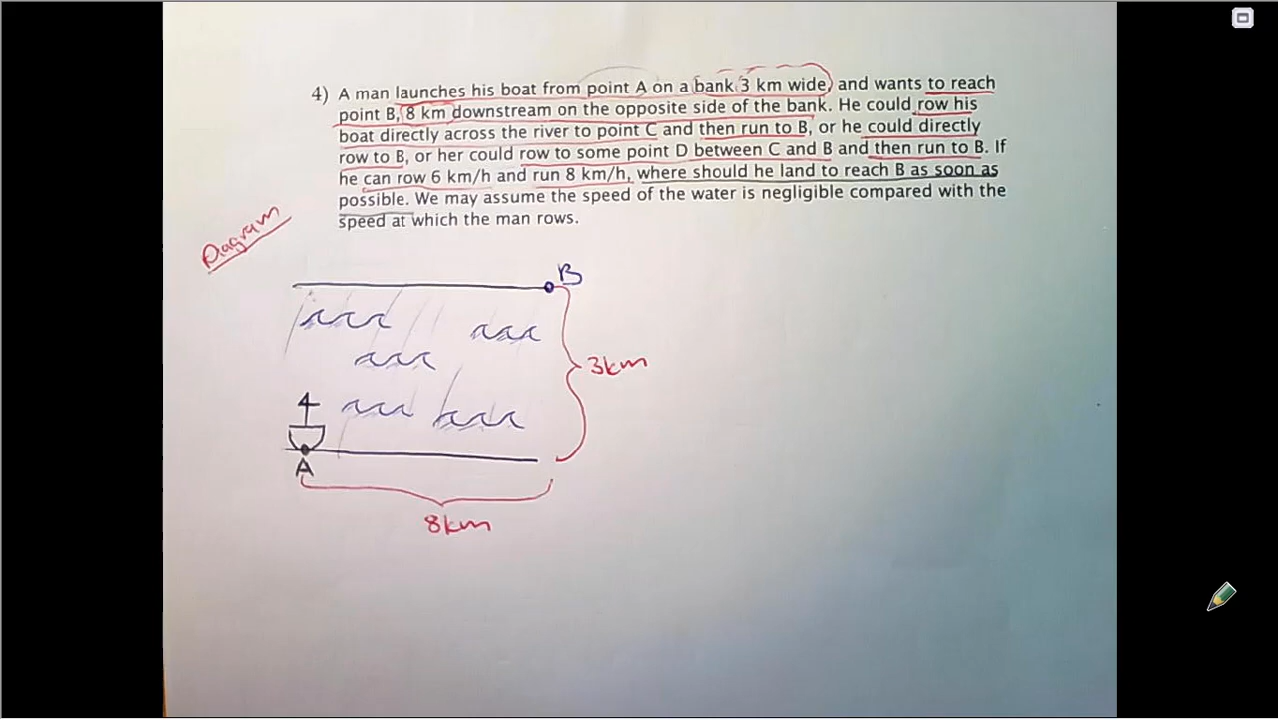 4) A man launches his boat from point A on a bank 3 km wide, and wants to reach
point B, 8 km downstream on the opposite side of the bank. He could row his
boat directly across the river to point C and then run to B, or he could directly
row to B, or her could row to some point D between C and B and then run to B. If
he can row 6 km/h and run 8 km/h, where should he land to reach B as soon as
possible. We may assume the speed of the water is negligible compared with the
speed at which the man rows.
Diagram
B
3km
A
8km